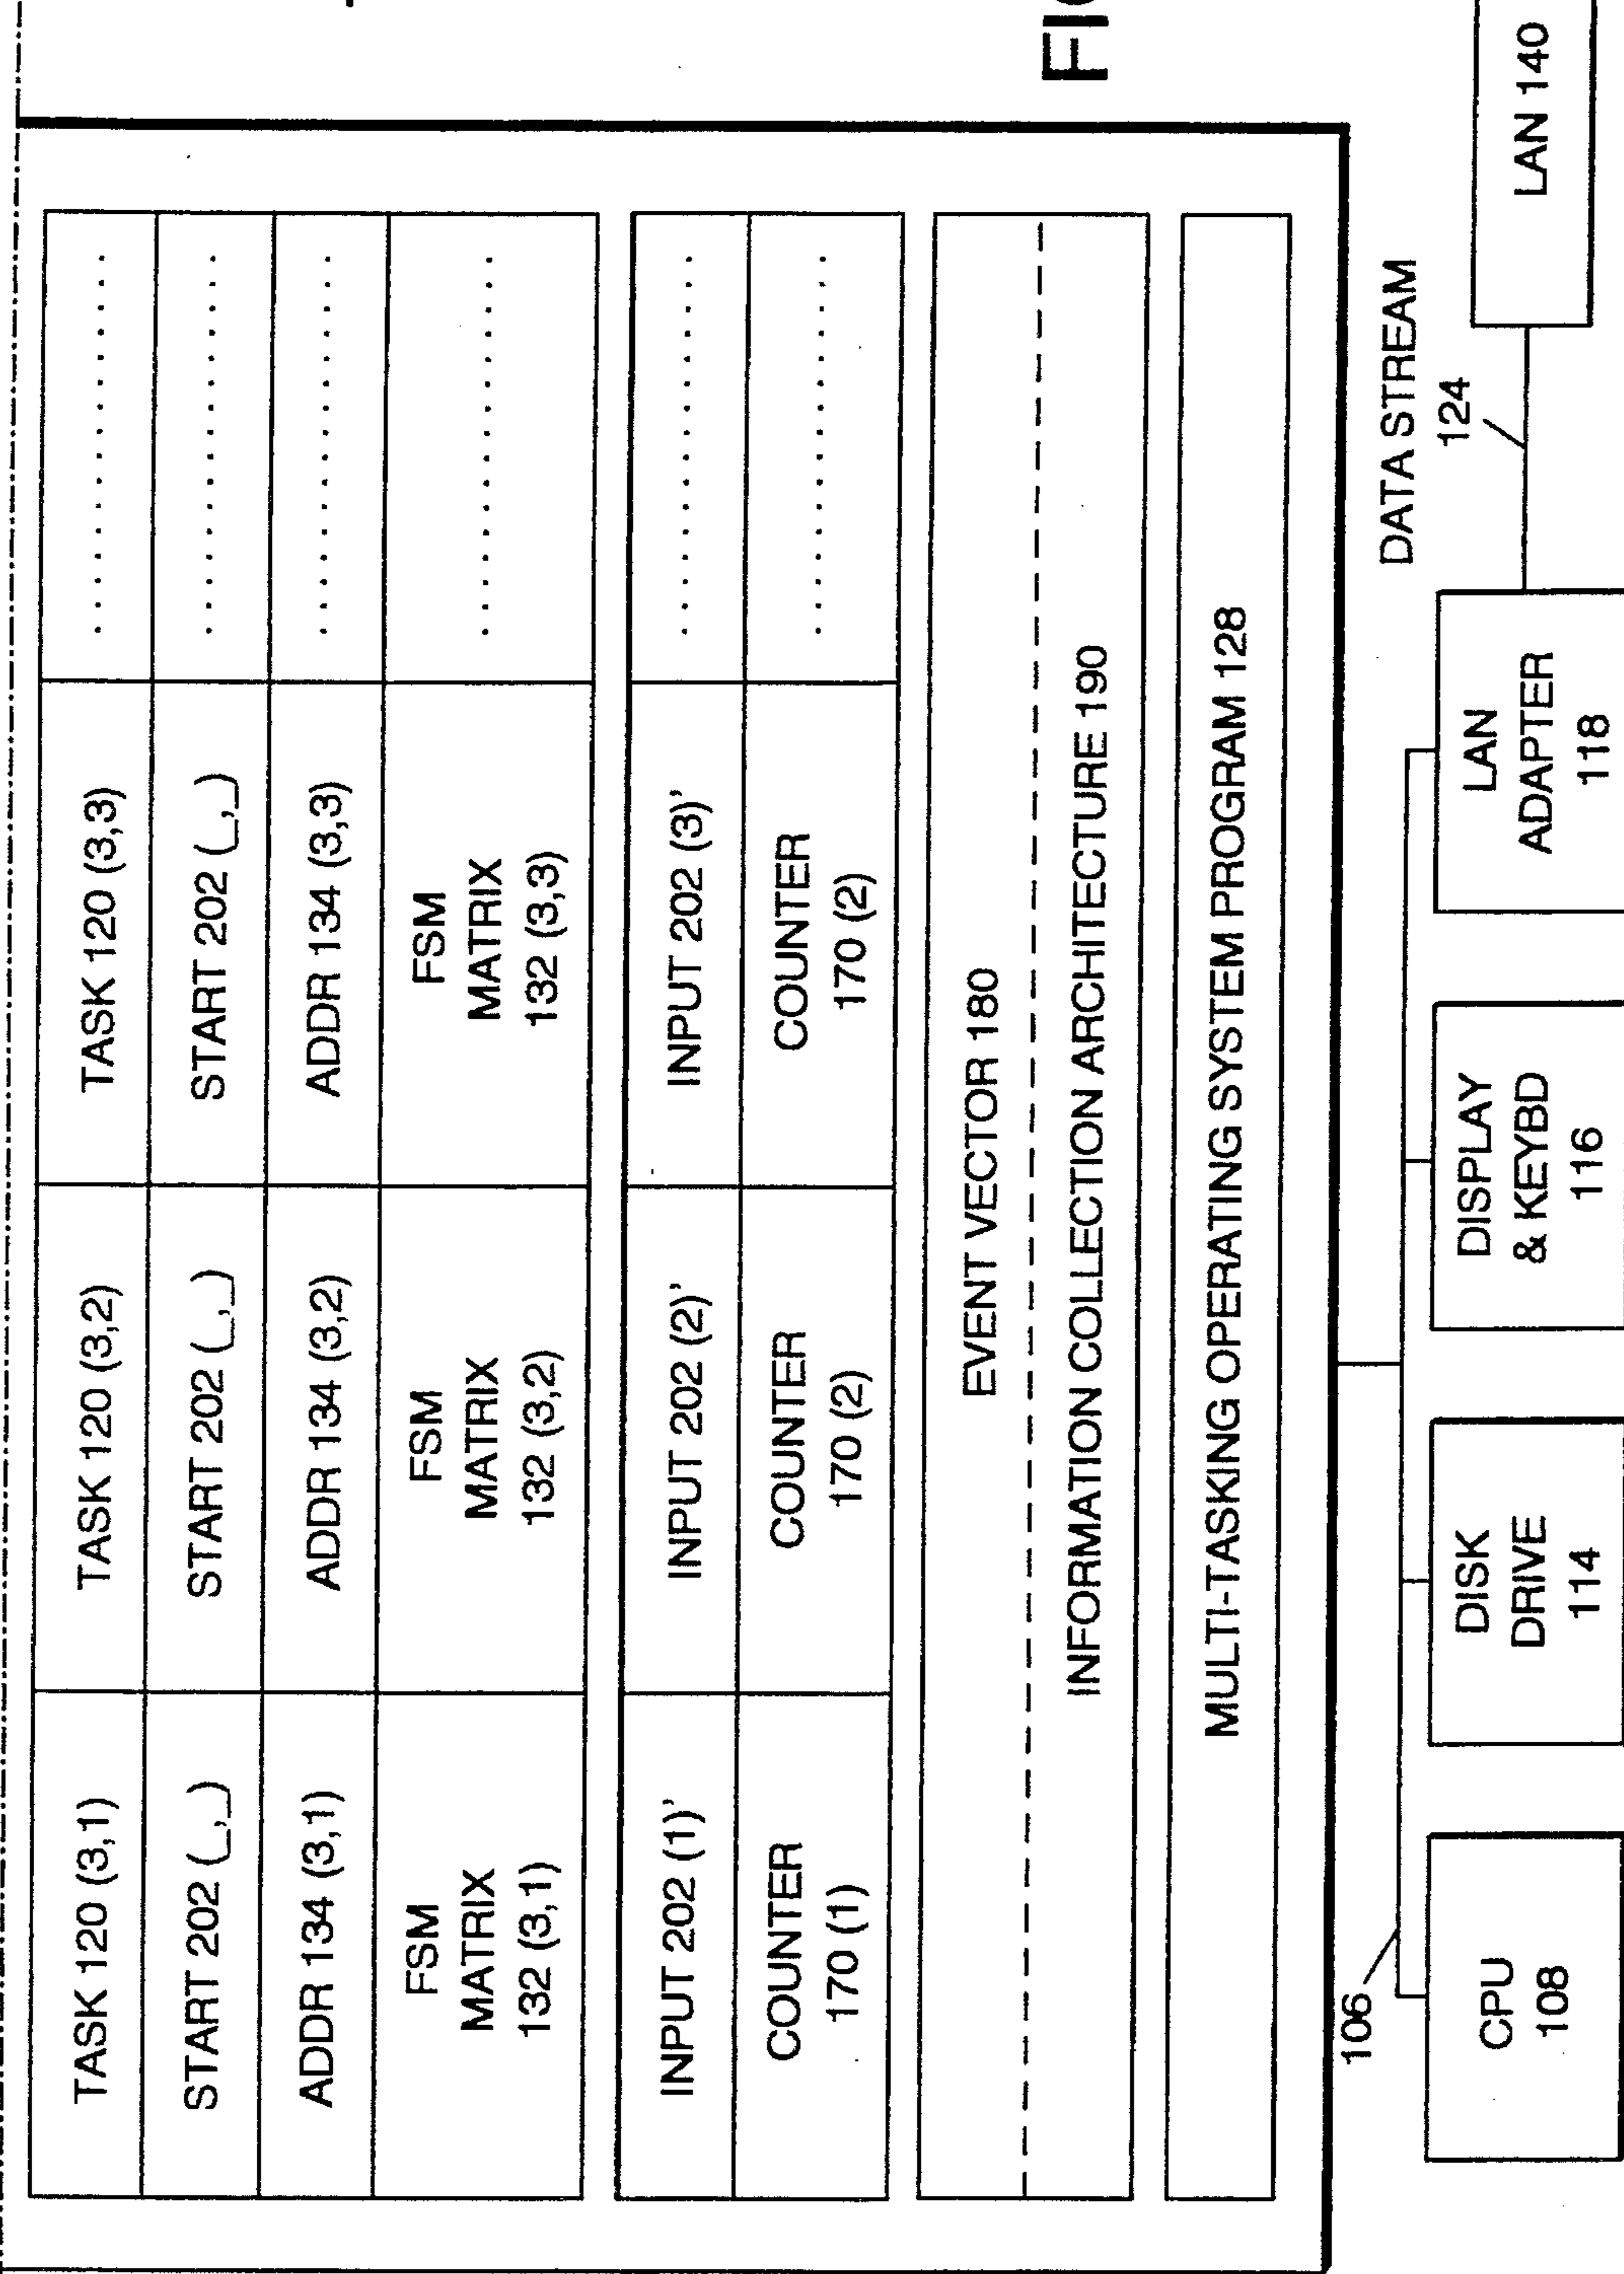 TASK 120 (3,1)
TASK 120 (3,2)
TASK 120 (3,3)
. . . . . . . . . . . . . . . .
START 202 (_,_)
START 202 (_,_)
START 202 (_,_)
. . . . . . . . . . . . . . . .
ADDR 134 (3,1)
ADDR 134 (3,2)
ADDR 134 (3,3)
. . . . . . . . . . . . . . . .
FSM
MATRIX
132 (3,1)
FSM
MATRIX
132 (3,2)
FSM
MATRIX
132 (3,3)
. . . . . . . . . . . . . . . .
INPUT 202 (1)'
INPUT 202 (2)'
INPUT 202 (3)'
. . . . . . . . . . . . . . . .
COUNTER
170 (1)
COUNTER
170 (2)
COUNTER
170 (2)
. . . . . . . . . . . . . . . .
EVENT VECTOR 180
INFORMATION COLLECTION ARCHITECTURE 190
MULTI-TASKING OPERATING SYSTEM PROGRAM 128
106
CPU
108
DISK
DRIVE
114
DISPLAY
& KEYBD
116
LAN
ADAPTER
118
DATA STREAM
124
LAN 140